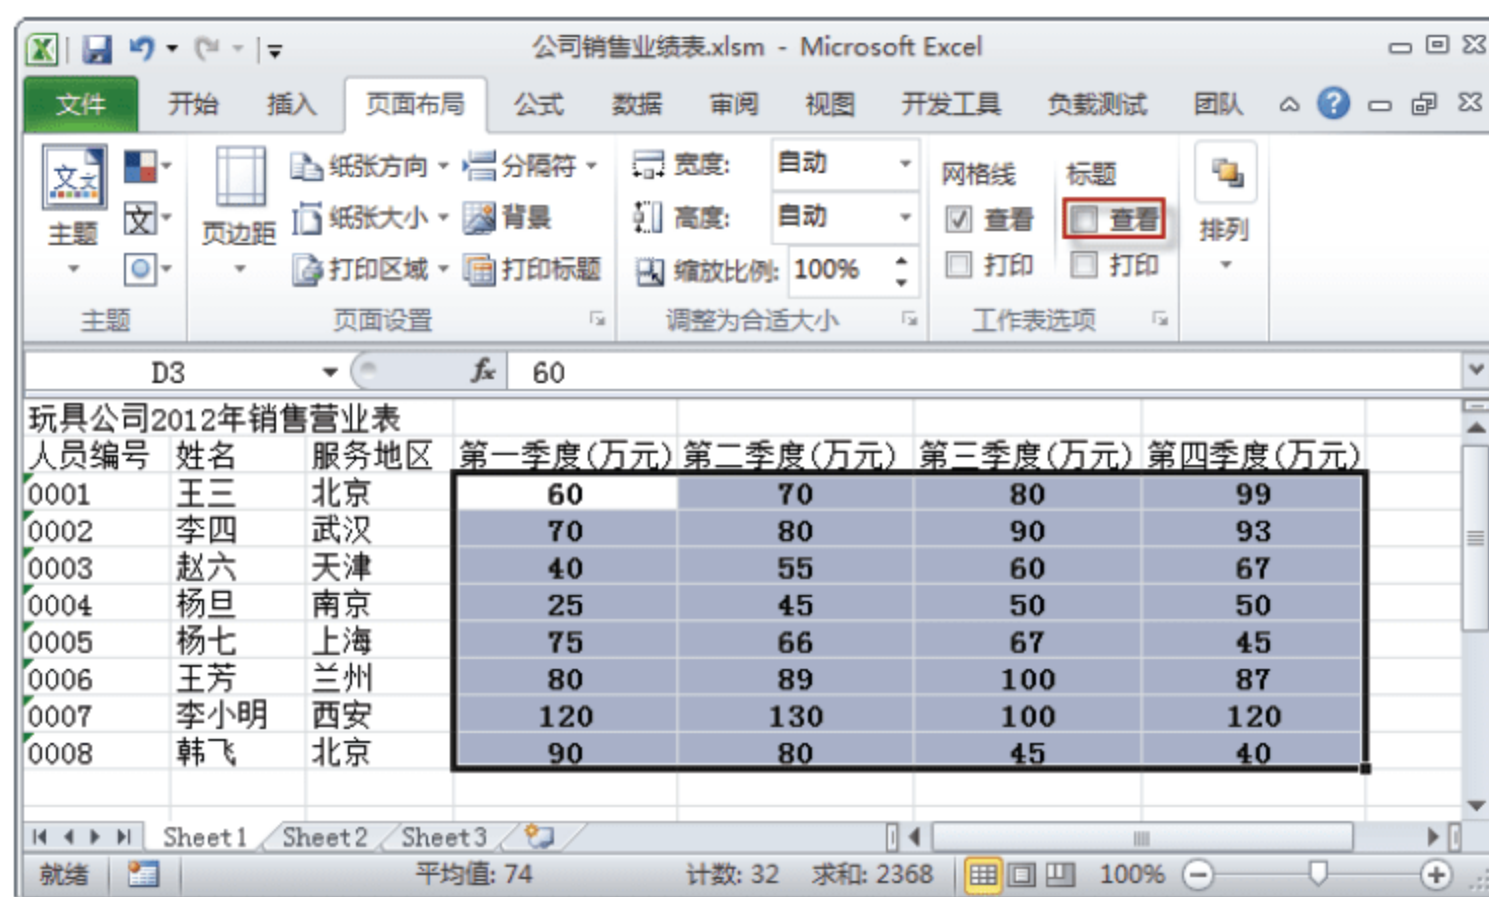 公司销售业绩表.xlsm - Microsoft Excel
文件 开始 插入 页面布局 公式 数据 审阅 视图 开发工具 负载测试 团队
主题 文 页边距 纸张方向 分隔符 宽度: 自动 网格线 标题 排列
纸张大小 背景 高度: 自动 查看 查看
打印区域 打印标题 缩放比例: 100% 打印 打印
主题 页面设置 调整为合适大小 工作表选项
D3 fx 60
玩具公司2012年销售营业表
人员编号 姓名 服务地区 第一季度(万元) 第二季度(万元) 第三季度(万元) 第四季度(万元)
0001 王三 北京 60 70 80 99
0002 李四 武汉 70 80 90 93
0003 赵六 天津 40 55 60 67
0004 杨旦 南京 25 45 50 50
0005 杨七 上海 75 66 67 45
0006 王芳 兰州 80 89 100 87
0007 李小明 西安 120 130 100 120
0008 韩飞 北京 90 80 45 40
Sheet1 Sheet2 Sheet3
就绪 平均值: 74 计数: 32 求和: 2368 100%